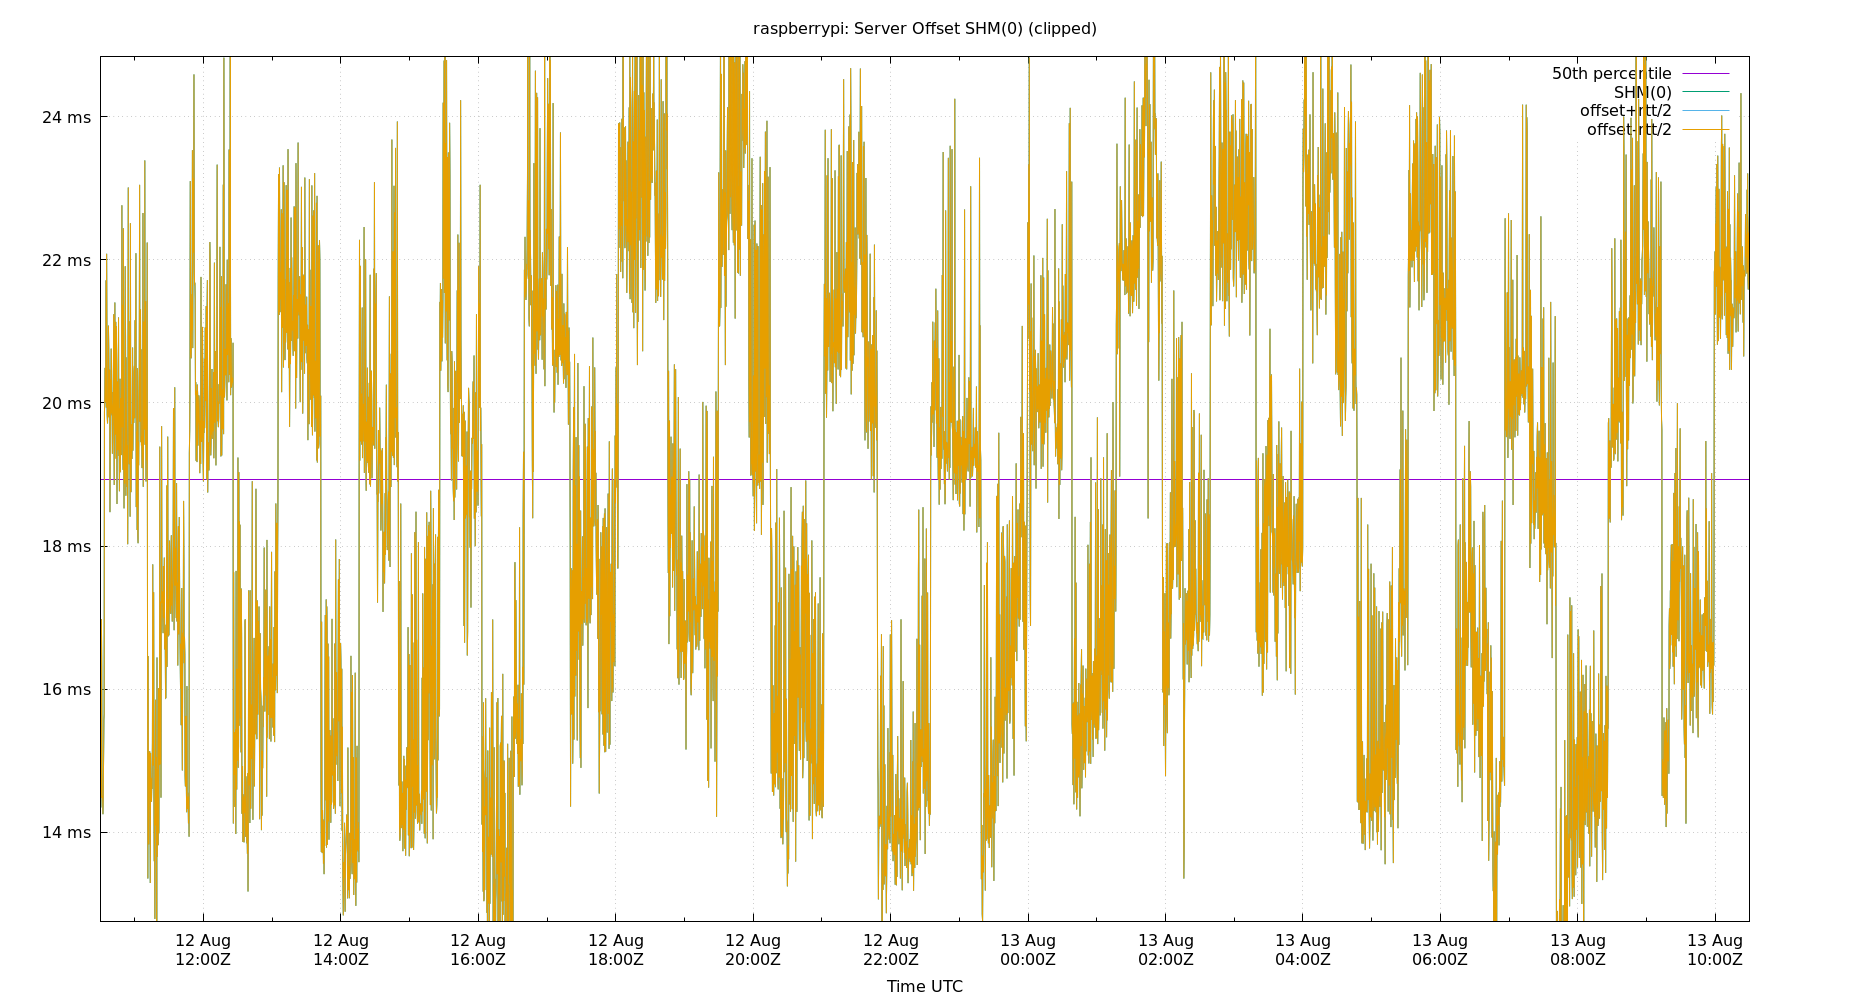 raspberrypi: Server Offset SHM(0) (clipped)
50th percentile
SHM(0)
offset+rtt/2
offset-rtt/2
24 ms
22 ms
20 ms
18 ms
16 ms
14 ms
12 Aug 12 Aug 12 Aug 12 Aug 12 Aug 12 Aug 13 Aug 13 Aug 13 Aug 13 Aug 13 Aug 13 Aug
12:00Z 14:00Z 16:00Z 18:00Z 20:00Z 22:00Z 00:00Z 02:00Z 04:00Z 06:00Z 08:00Z 10:00Z
Time UTC